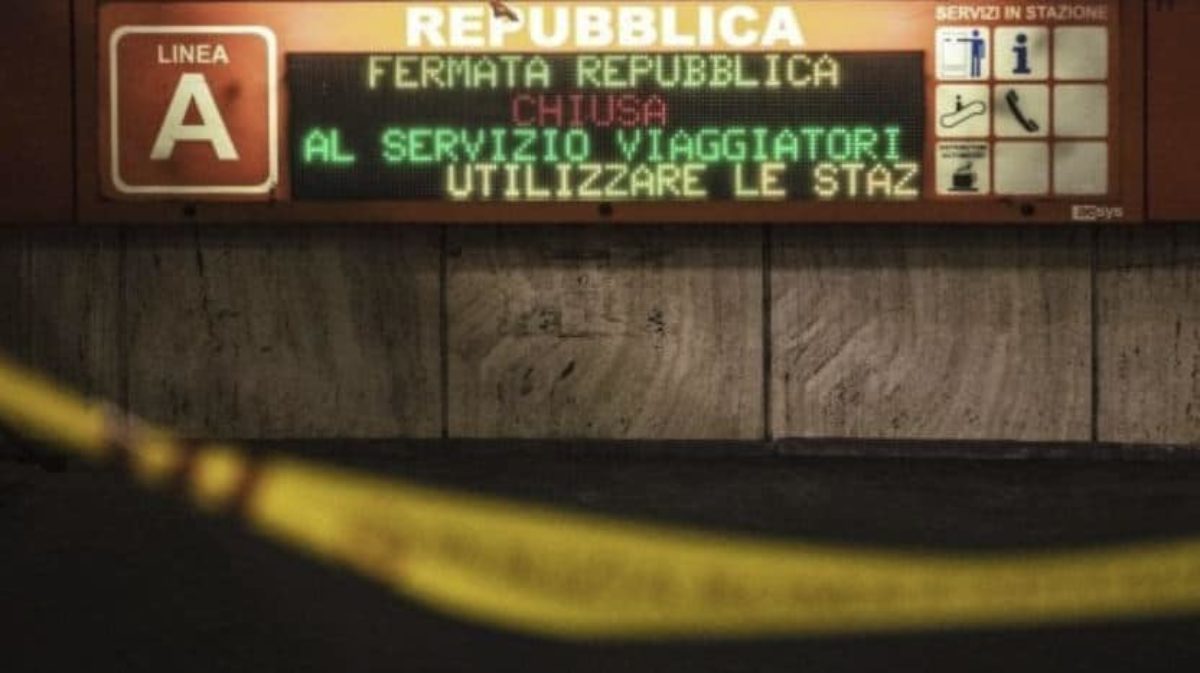 REPUBBLICA
SERVIZI IN STAZIONE
LINEA
A
FERMATA REPUBBLICA
CHIUSA
AL SERVIZIO VIAGGIATORI
UTILIZZARE LE STAZ